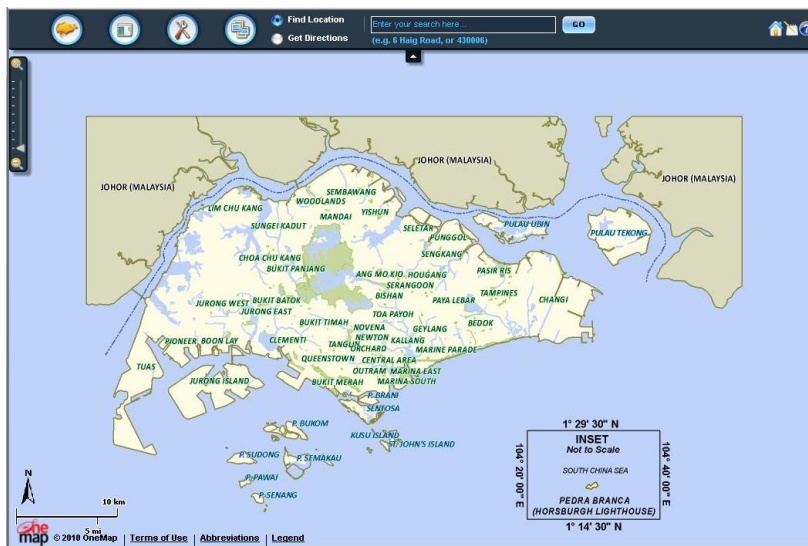 Find Location
Get Directions
Enter your search here...
GO
(e.g. 6 Haig Road, or 430006)
JOHOR (MALAYSIA)
JOHOR (MALAYSIA)
JOHOR (MALAYSIA)
SEMBAWANG
WOODLANDS
LIM CHU KANG
MANDAI
YISHUN
SUNGEI KADUT
SELETAR
PUNGGOL
PULAU UBIN
PULAU TEKONG
SENGKANG
CHOA CHU KANG
BUKIT PANJANG
ANG MO KIO
HOUGANG
PASIR RIS
SERANGOON
BISHAN
TAMPINES
PAYA LEBAR
CHANGI
JURONG WEST
BUKIT BATOK
JURONG EAST
TOA PAYOH
BUKIT TIMAH
NOVENA
GEYLANG
BEDOK
PIONEER
BOON LAY
CLEMENTI
NEWTON
KALLANG
TANGLIN
ORCHARD
MARINE PARADE
QUEENSTOWN
CENTRAL AREA
TUAS
OUTRAM
MARINA EAST
JURONG ISLAND
BUKIT MERAH
MARINA SOUTH
P. BRANI
SENTOSA
P. BUKOM
KUSU ISLAND
ST. JOHN'S ISLAND
P. SUDONG
P. SEMAKAU
P. PAWAI
P. SENANG
N
10 km
5 mi
1° 29' 30" N
INSET
Not to Scale
SOUTH CHINA SEA
104° 20' 00" E
104° 40' 00" E
PEDRA BRANCA
(HORSBURGH LIGHTHOUSE)
1° 14' 30" N
one map © 2010 OneMap | Terms of Use | Abbreviations | Legend